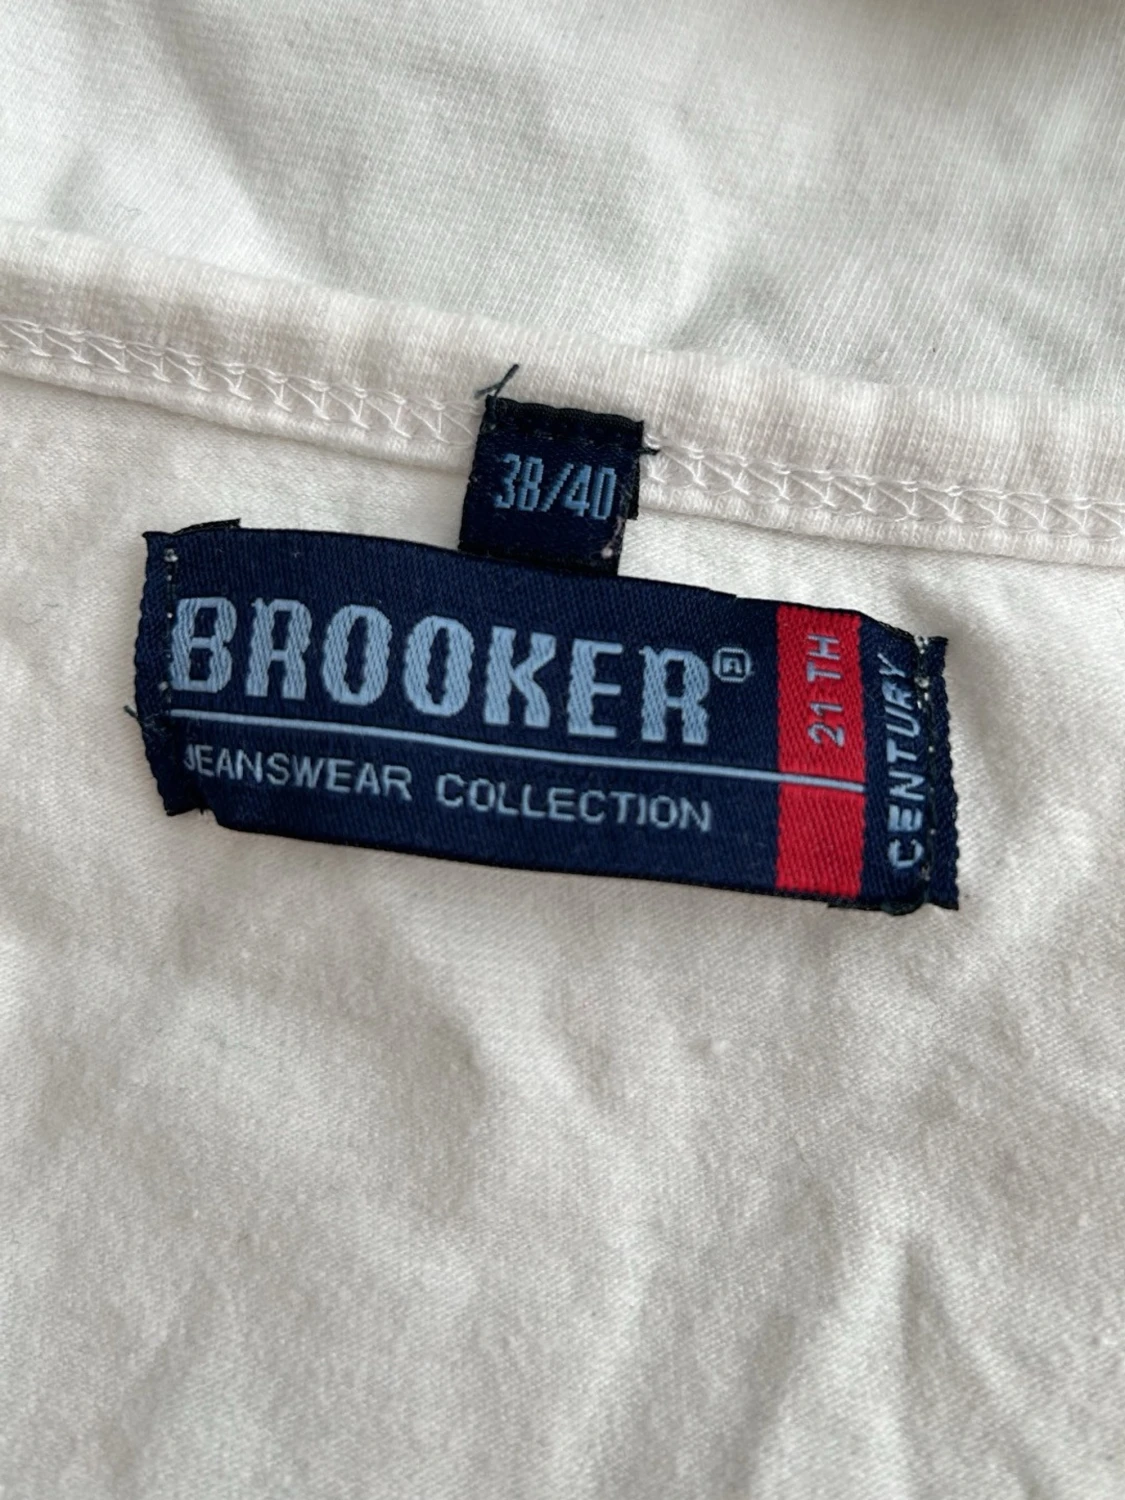 38/40
BROOKER®
JEANSWEAR COLLECTION
21 TH
CENTURY